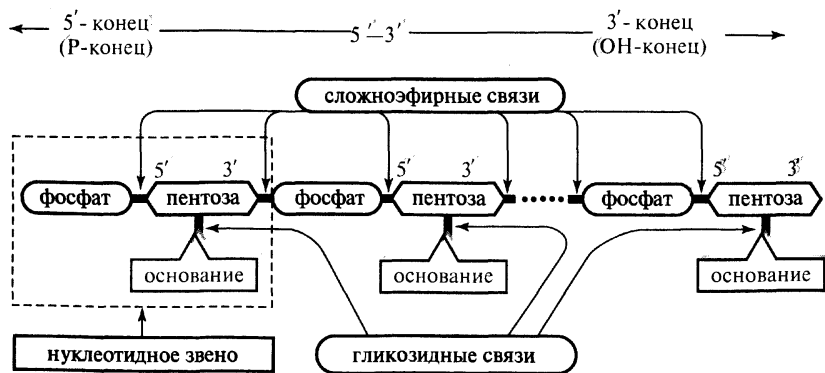 5′- конец 5′–3′ 3′- конец
(Р-конец) (ОН-конец)
сложноэфирные связи
5′ 3′ 5′ 3′ 5′ 3′
фосфат пентоза фосфат пентоза фосфат пентоза
основание основание основание
нуклеотидное звено гликозидные связи